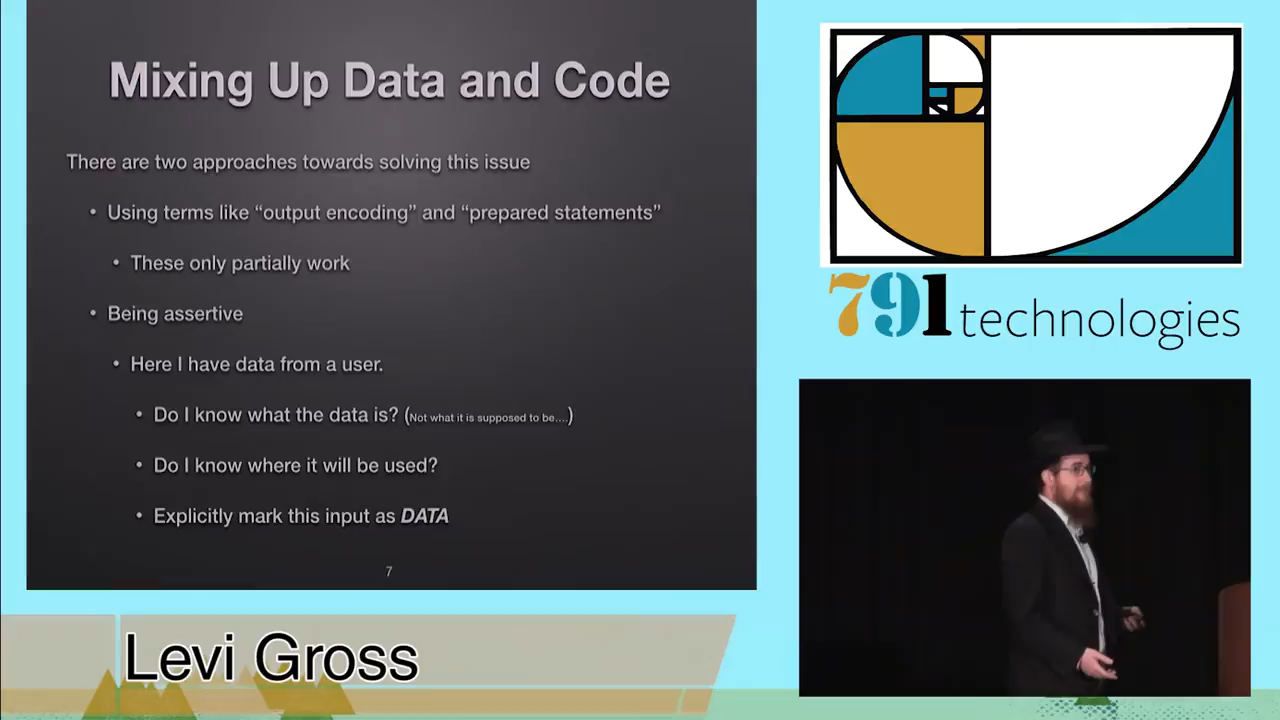 Mixing Up Data and Code
There are two approaches towards solving this issue
• Using terms like “output encoding” and “prepared statements”
• These only partially work
• Being assertive
• Here I have data from a user.
• Do I know what the data is? (Not what it is supposed to be....)
• Do I know where it will be used?
• Explicitly mark this input as DATA
7
791 technologies
Levi Gross